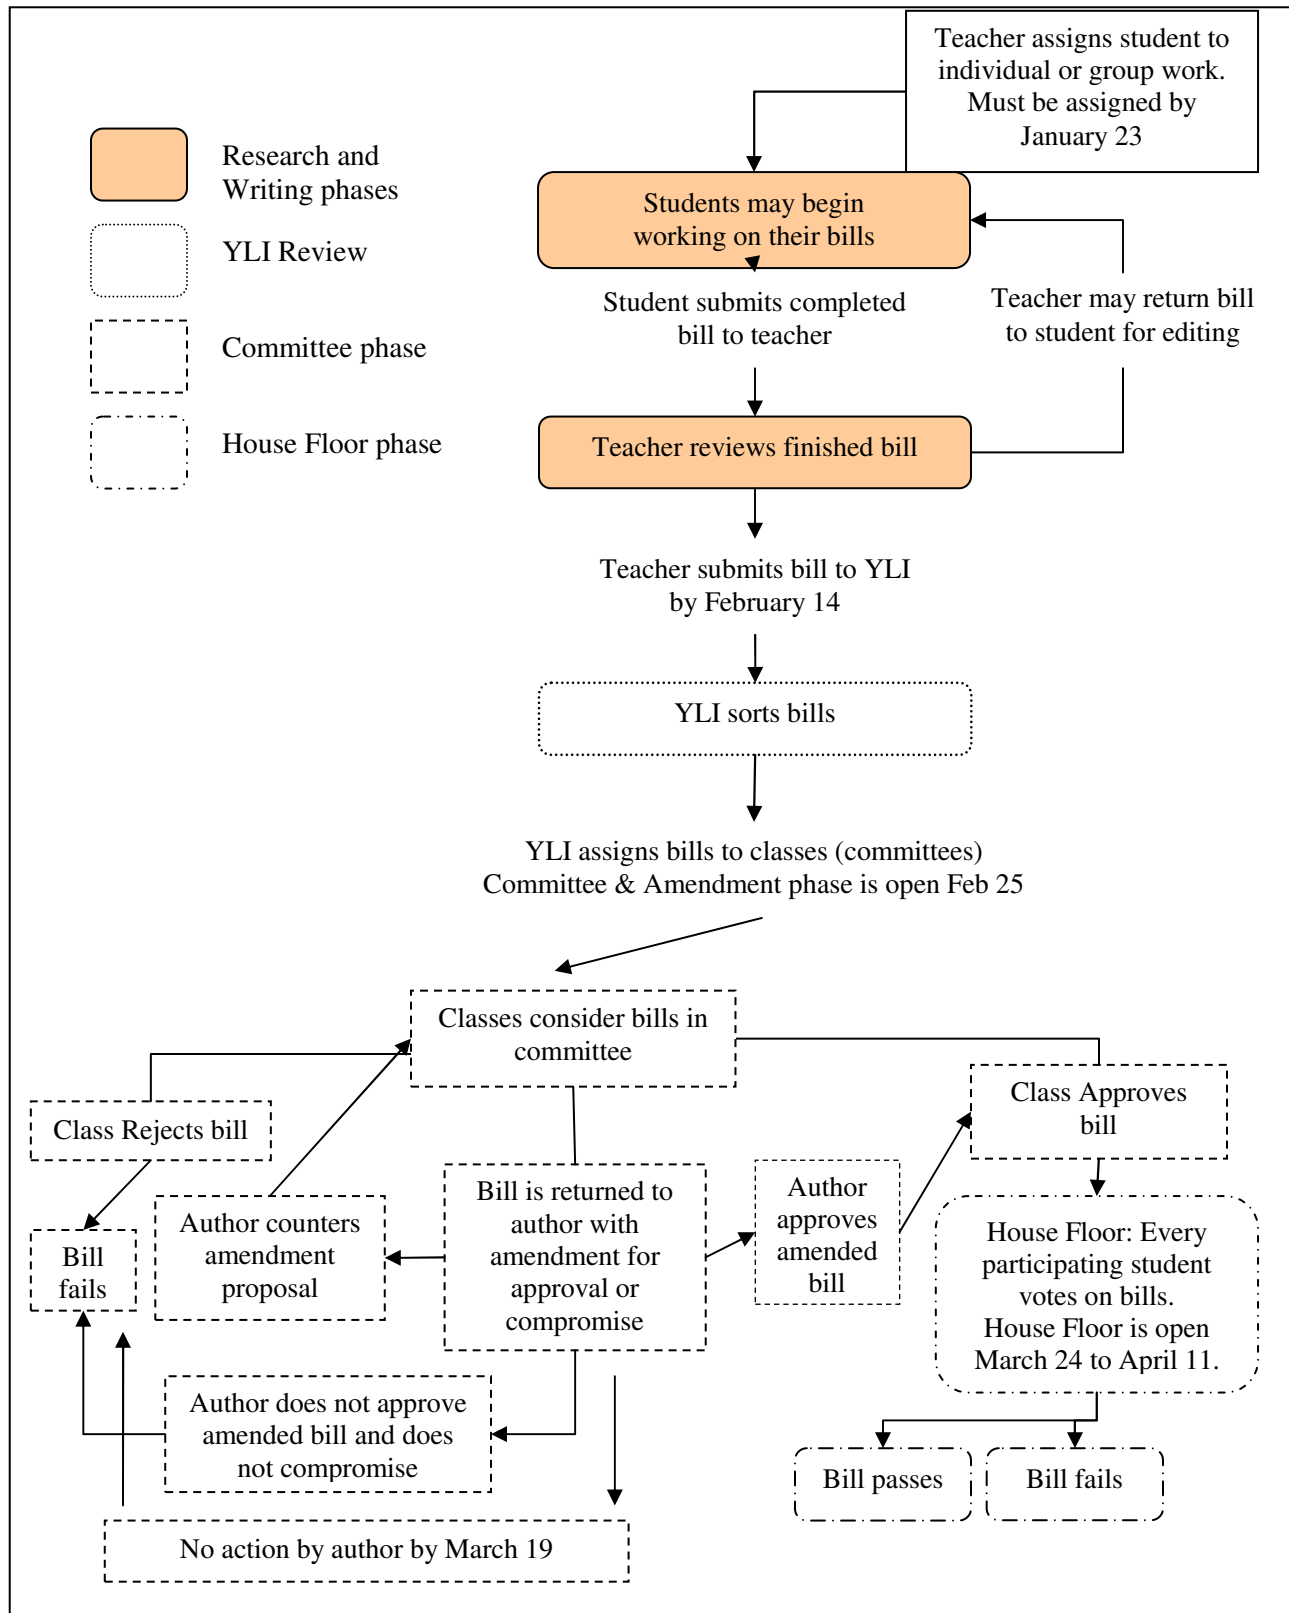 Teacher assigns student to
individual or group work.
Must be assigned by
January 23
Research and
Writing phases
YLI Review
Committee phase
House Floor phase
Students may begin
working on their bills
Student submits completed
bill to teacher
Teacher may return bill
to student for editing
Teacher reviews finished bill
Teacher submits bill to YLI
by February 14
YLI sorts bills
YLI assigns bills to classes (committees)
Committee & Amendment phase is open Feb 25
Classes consider bills in
committee
Class Rejects bill
Class Approves
bill
Bill
fails
Author counters
amendment
proposal
Bill is returned to
author with
amendment for
approval or
compromise
Author
approves
amended
bill
House Floor: Every
participating student
votes on bills.
House Floor is open
March 24 to April 11.
Author does not approve
amended bill and does
not compromise
Bill passes
Bill fails
No action by author by March 19